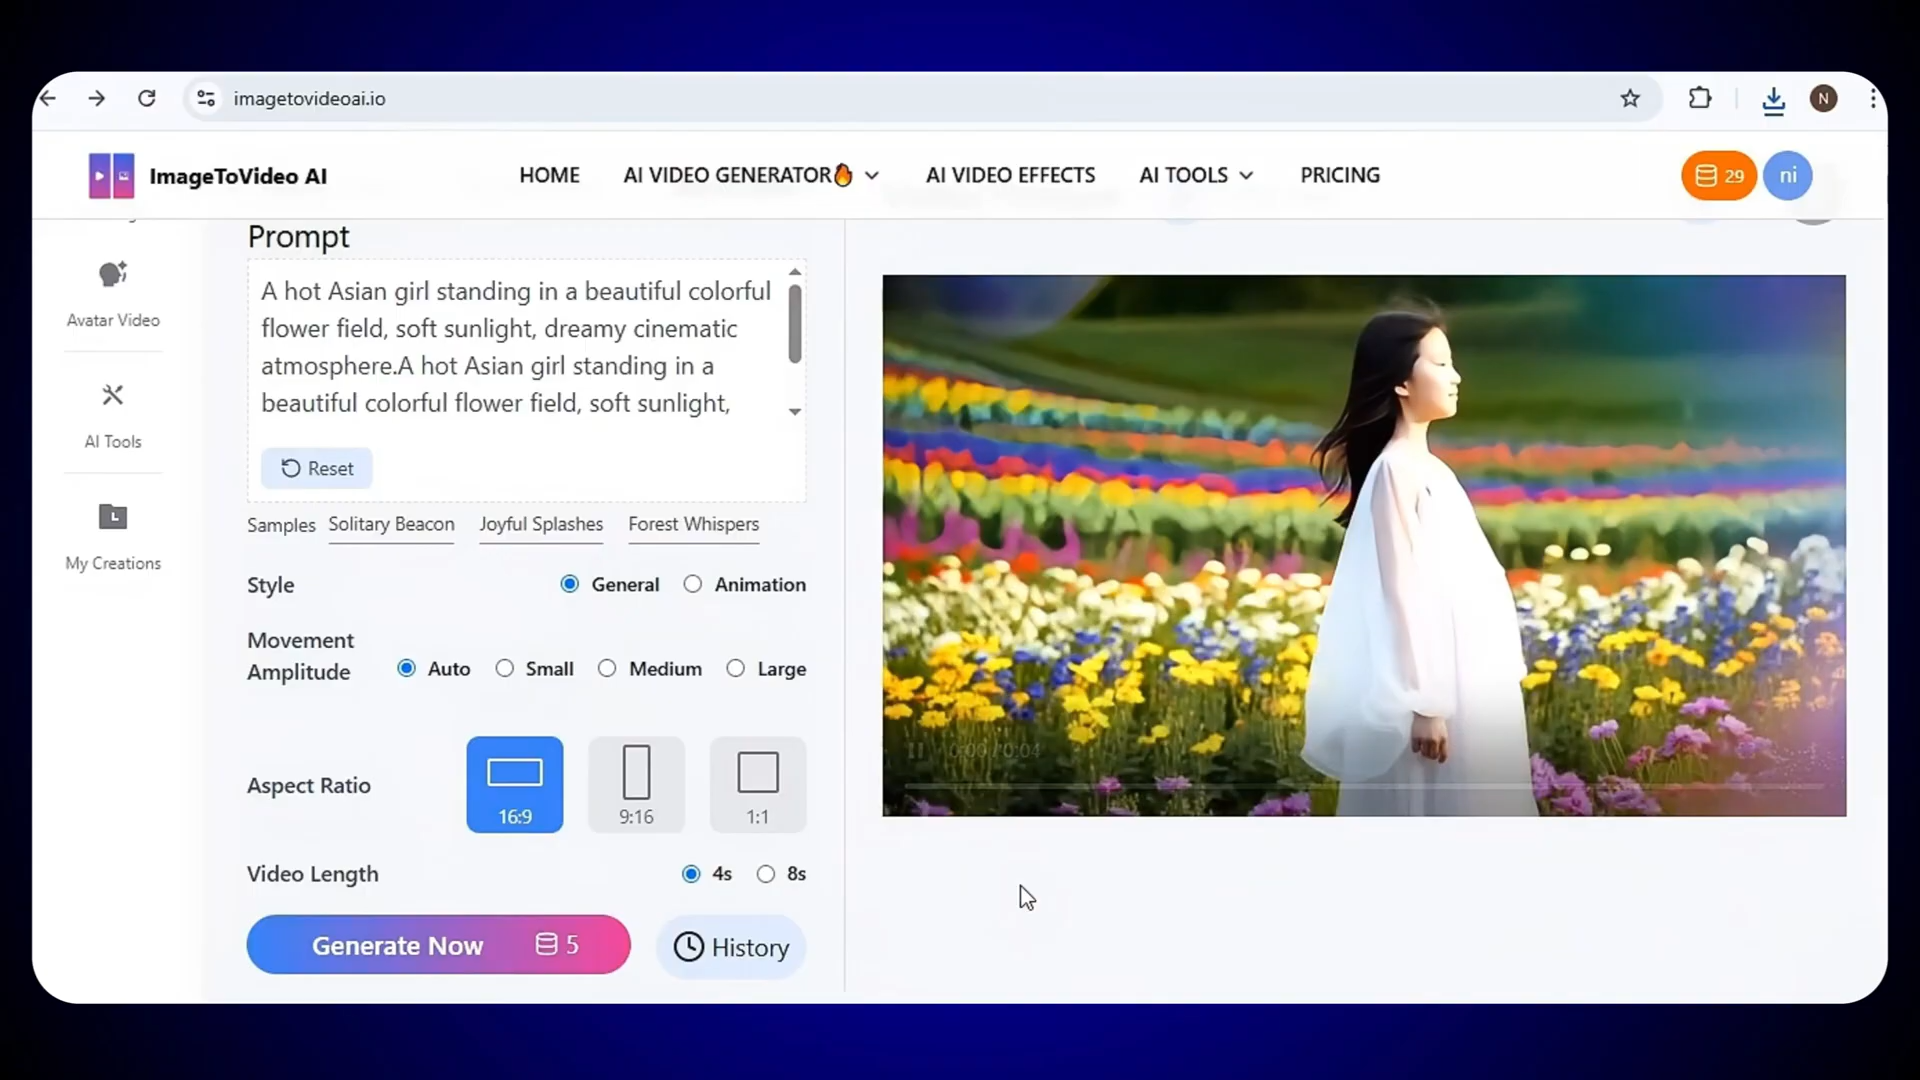 imagetovideoai.io
N
ImageToVideo AI
HOME
AI VIDEO GENERATOR🔥
AI VIDEO EFFECTS
AI TOOLS
PRICING
29
ni
Avatar Video
AI Tools
My Creations
Prompt
A hot Asian girl standing in a beautiful colorful
flower field, soft sunlight, dreamy cinematic
atmosphere.A hot Asian girl standing in a
beautiful colorful flower field, soft sunlight,
Reset
Samples Solitary Beacon Joyful Splashes Forest Whispers
Style General Animation
Movement
Amplitude Auto Small Medium Large
Aspect Ratio 16:9 9:16 1:1
Video Length 4s 8s
Generate Now 5 History
0:00 / 0:04